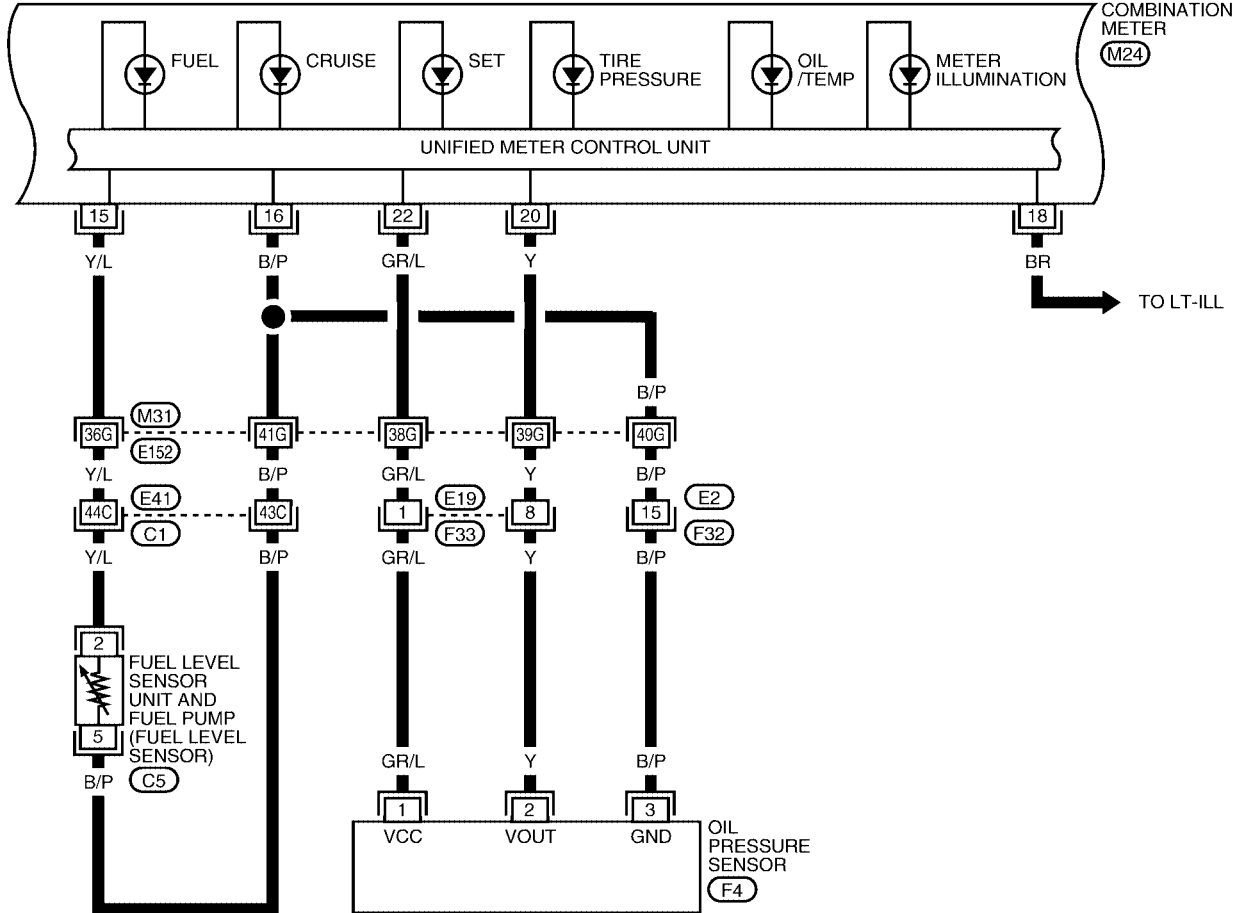 COMBINATION
METER
M24
FUEL
CRUISE
SET
TIRE
PRESSURE
OIL
/TEMP
METER
ILLUMINATION
UNIFIED METER CONTROL UNIT
15 16 22 20 18
Y/L B/P GR/L Y BR
TO LT-ILL
B/P
M31
36G 41G 38G 39G 40G
E152
Y/L B/P GR/L Y B/P
E41 E19 E2
44C 43C 1 8 15
C1 F33 F32
Y/L B/P GR/L Y B/P
2
FUEL LEVEL
SENSOR
UNIT AND
FUEL PUMP
(FUEL LEVEL
SENSOR)
5
C5
B/P
GR/L Y B/P
1 2 3
VCC VOUT GND
OIL
PRESSURE
SENSOR
F4